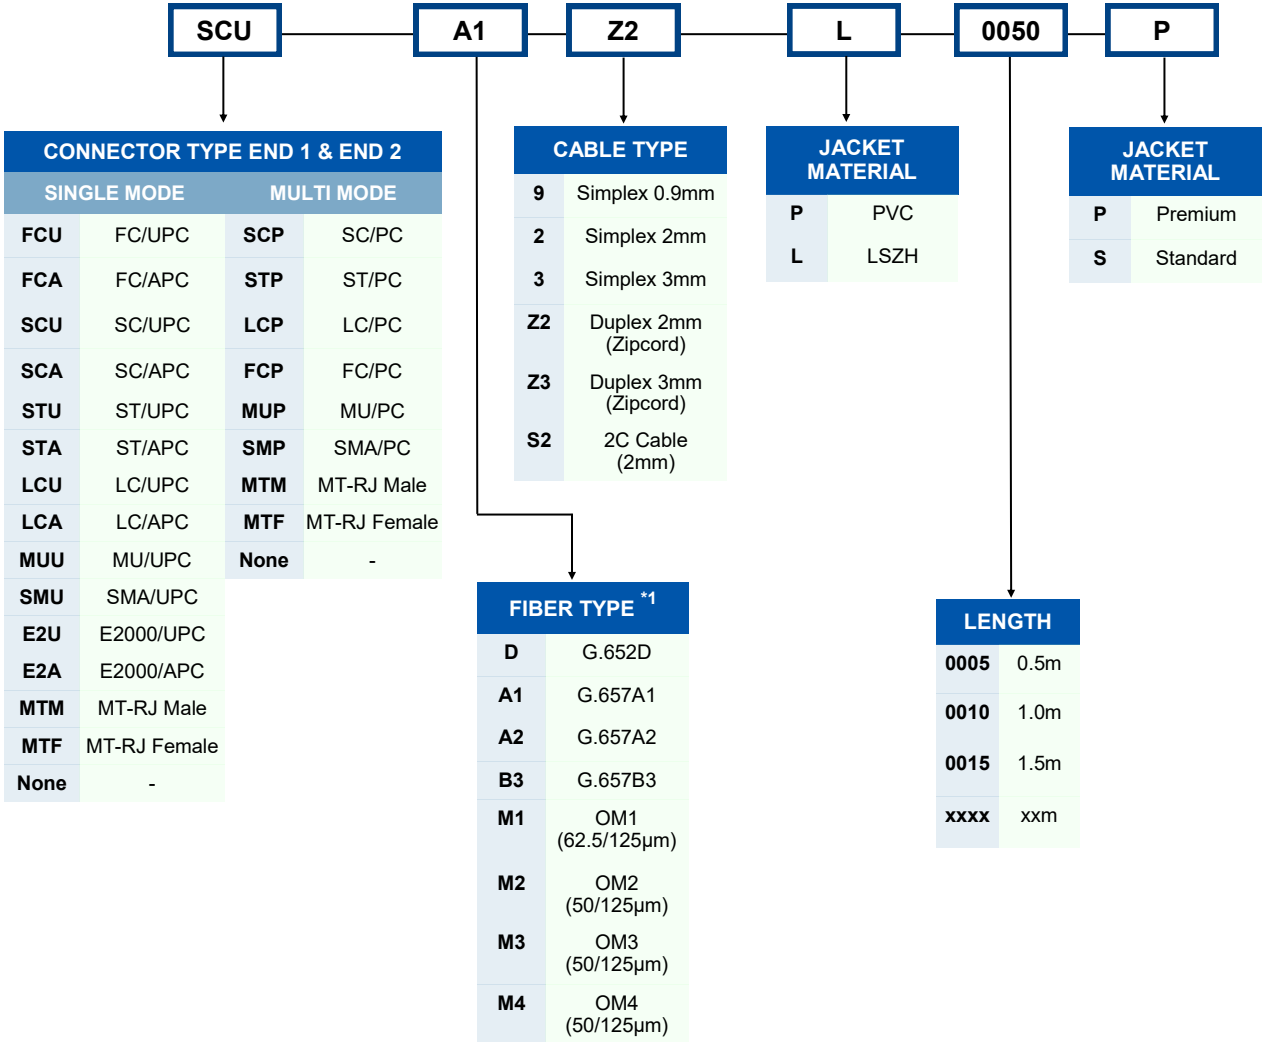 SCU A1 Z2 L 0050 P
CONNECTOR TYPE END 1 & END 2
SINGLE MODE MULTI MODE
FCU FC/UPC SCP SC/PC
FCA FC/APC STP ST/PC
SCU SC/UPC LCP LC/PC
SCA SC/APC FCP FC/PC
STU ST/UPC MUP MU/PC
STA ST/APC SMP SMA/PC
LCU LC/UPC MTM MT-RJ Male
LCA LC/APC MTF MT-RJ Female
MUU MU/UPC None -
SMU SMA/UPC
E2U E2000/UPC
E2A E2000/APC
MTM MT-RJ Male
MTF MT-RJ Female
None -
CABLE TYPE
9 Simplex 0.9mm
2 Simplex 2mm
3 Simplex 3mm
Z2 Duplex 2mm
(Zipcord)
Z3 Duplex 3mm
(Zipcord)
S2 2C Cable
(2mm)
JACKET
MATERIAL
P PVC
L LSZH
JACKET
MATERIAL
P Premium
S Standard
FIBER TYPE *1
D G.652D
A1 G.657A1
A2 G.657A2
B3 G.657B3
M1 OM1
(62.5/125µm)
M2 OM2
(50/125µm)
M3 OM3
(50/125µm)
M4 OM4
(50/125µm)
LENGTH
0005 0.5m
0010 1.0m
0015 1.5m
xxxx xxm